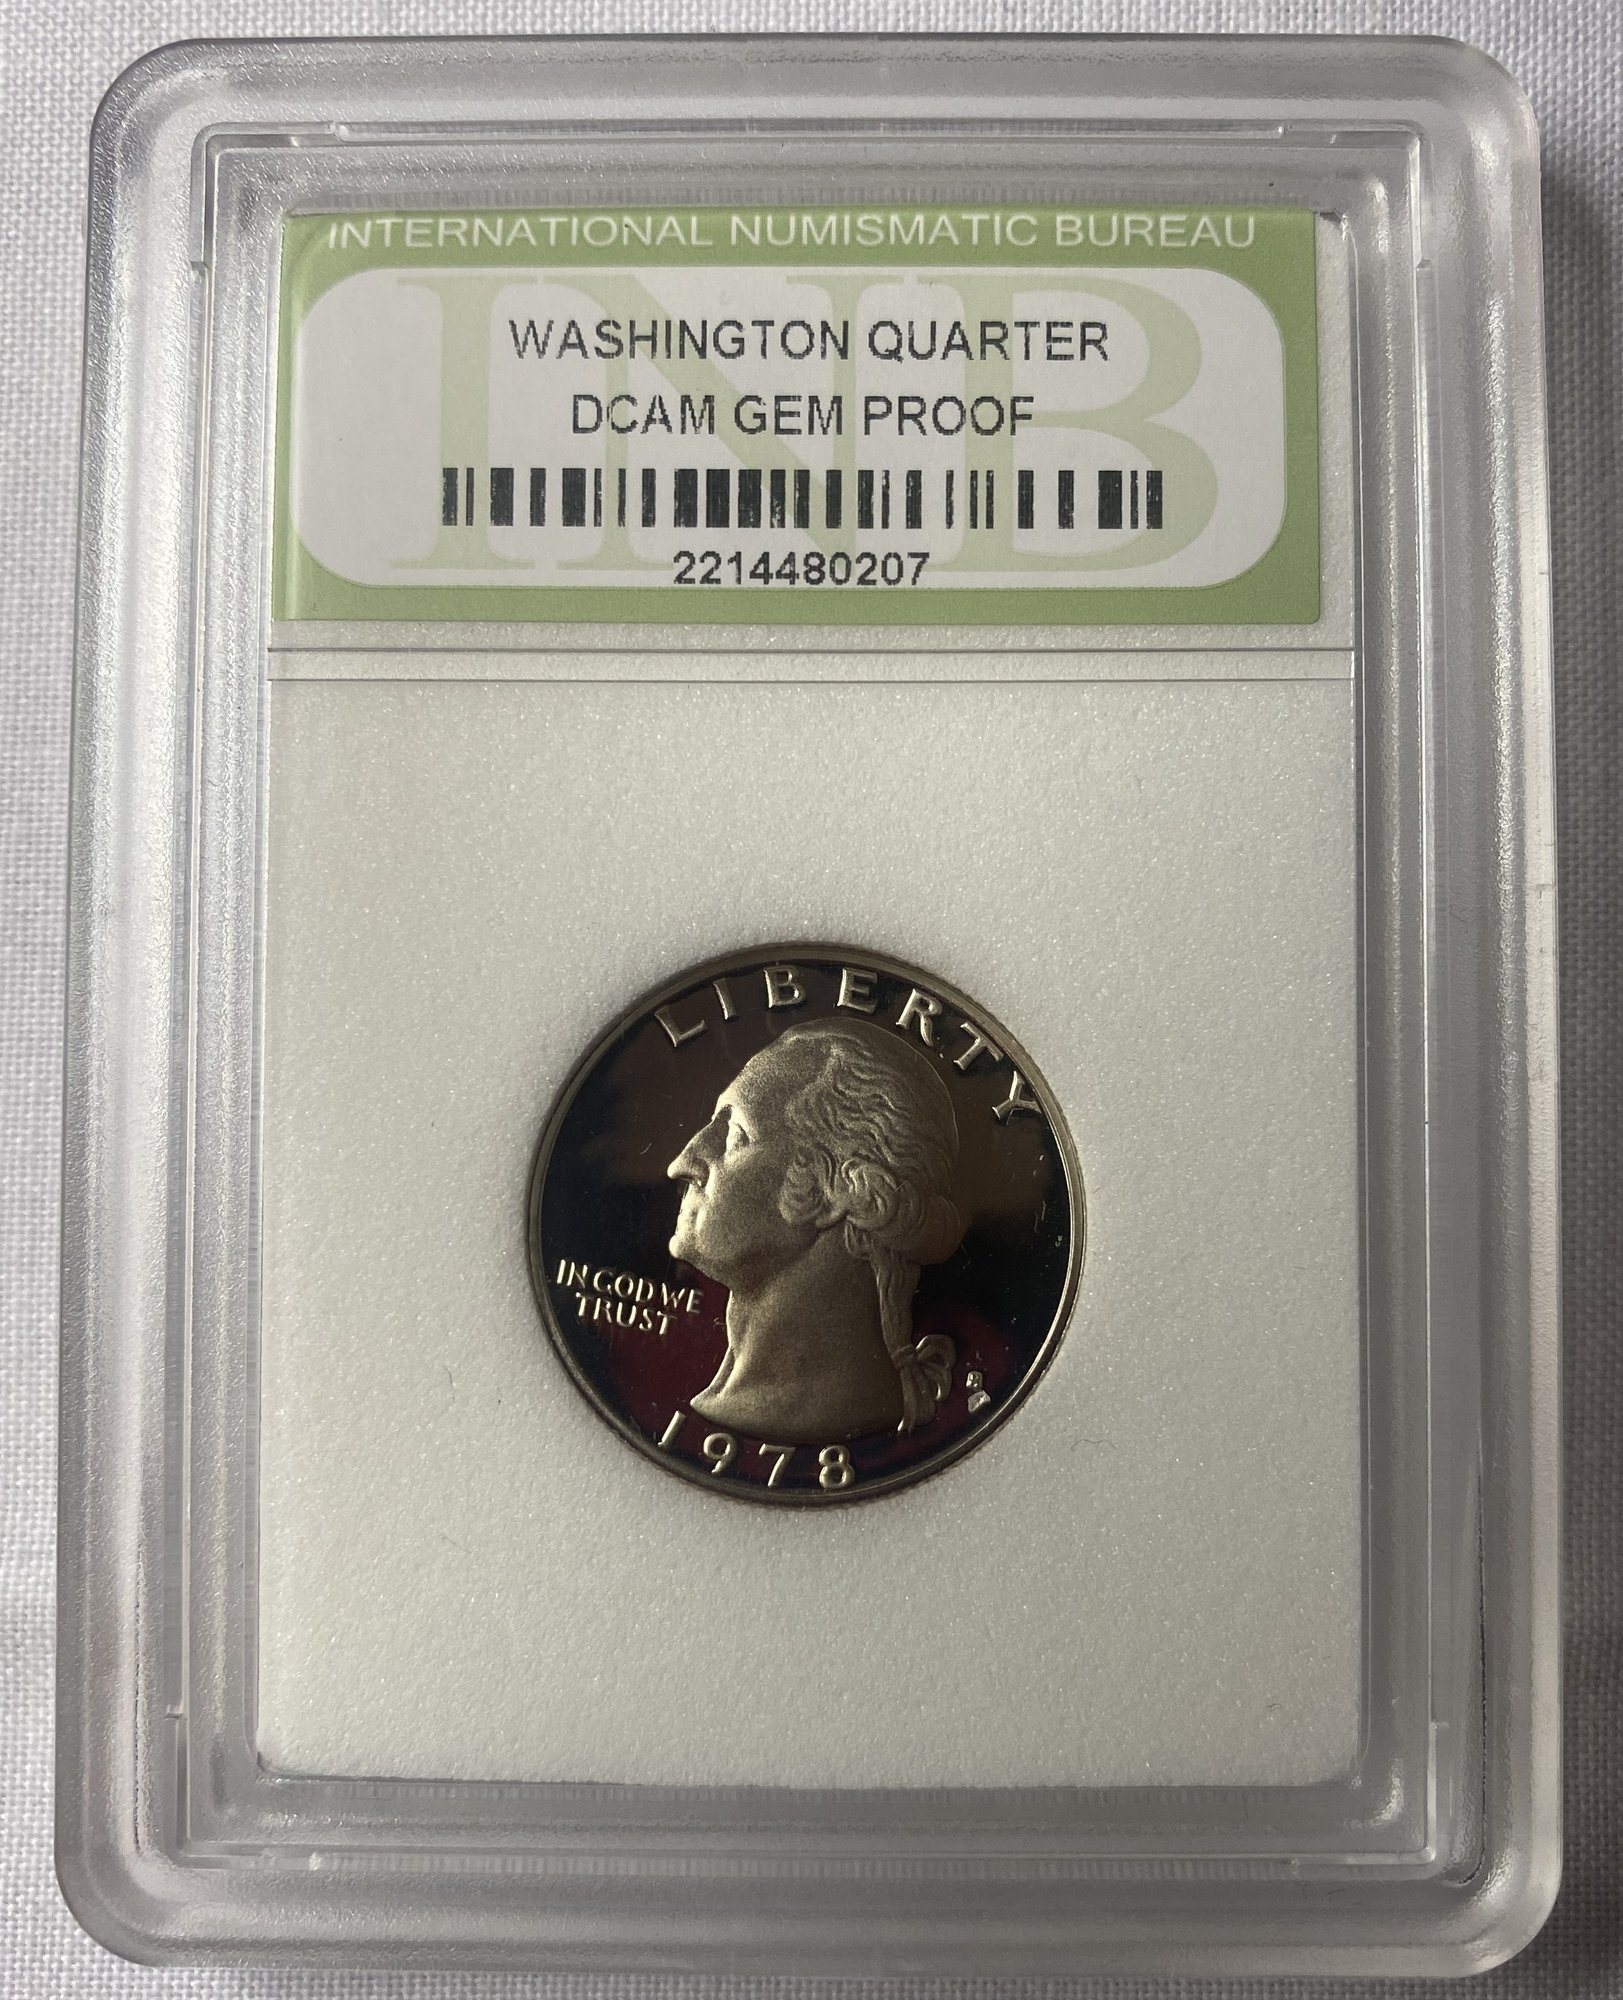 INTERNATIONAL NUMISMATIC BUREAU
INB
WASHINGTON QUARTER
DCAM GEM PROOF
2214480207
LIBERTY
IN GOD WE
TRUST
1978